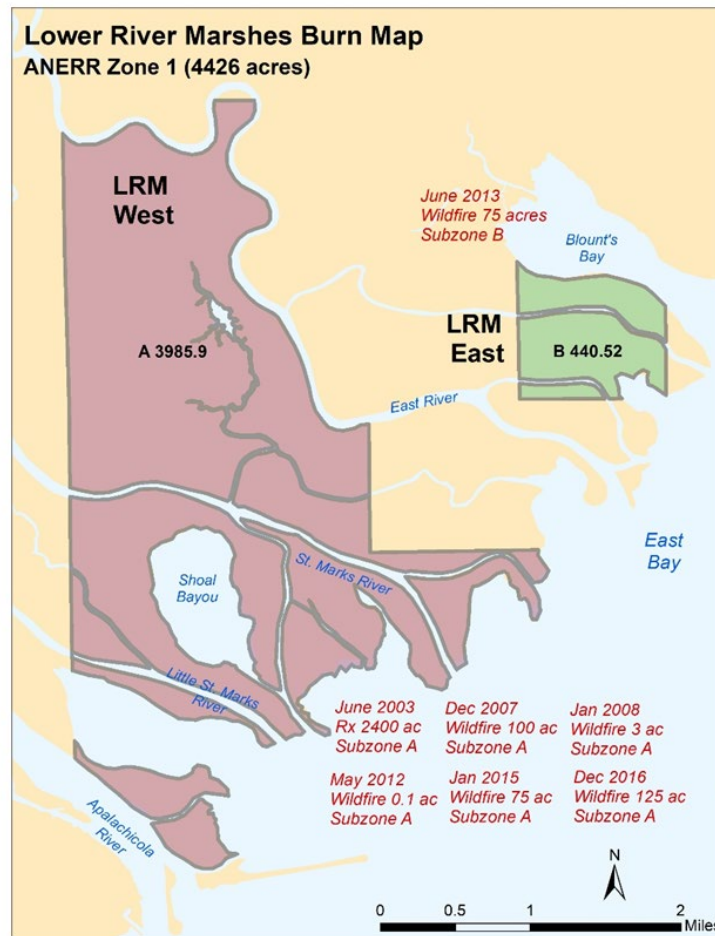 Lower River Marshes Burn Map
ANERR Zone 1 (4426 acres)
LRM
West
June 2013
Wildfire 75 acres
Subzone B
Blount's
Bay
A 3985.9
LRM
East
B 440.52
East River
East
Bay
St. Marks River
Shoal
Bayou
Little St. Marks
River
June 2003
Rx 2400 ac
Subzone A
Dec 2007
Wildfire 100 ac
Subzone A
Jan 2008
Wildfire 3 ac
Subzone A
May 2012
Wildfire 0.1 ac
Subzone A
Jan 2015
Wildfire 75 ac
Subzone A
Dec 2016
Wildfire 125 ac
Subzone A
Apalachicola
River
N
0 0.5 1 2
Miles